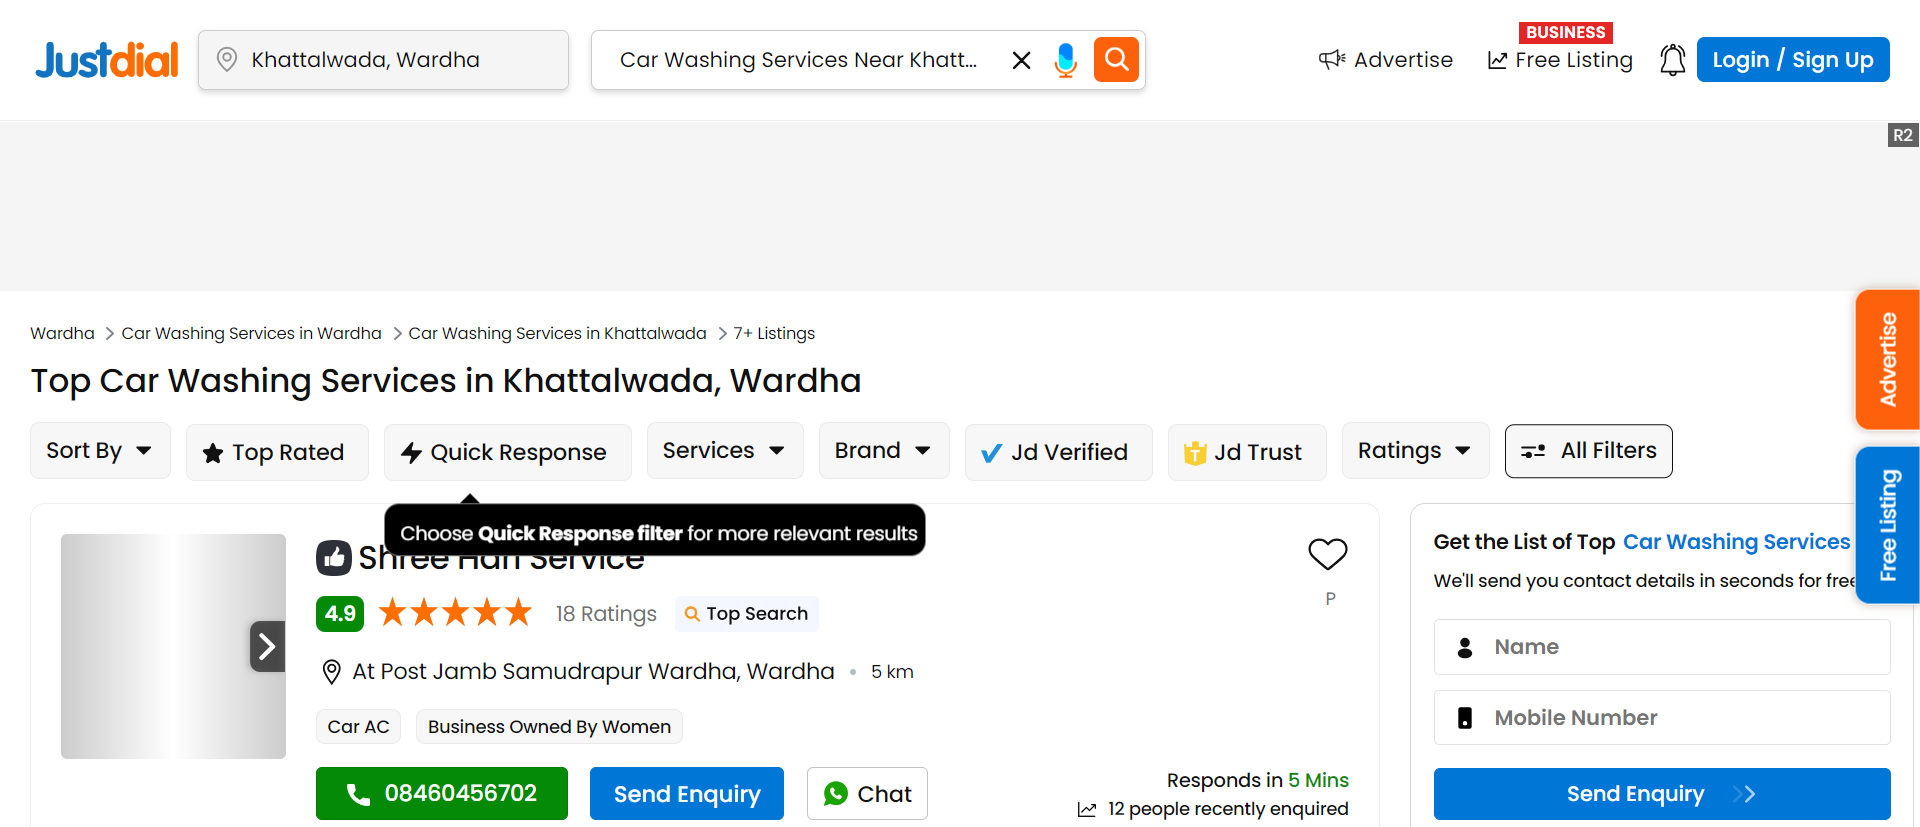 Justdial
Khattalwada, Wardha
Car Washing Services Near Khatt...
Advertise
BUSINESS
Free Listing
Login / Sign Up
R2
Wardha > Car Washing Services in Wardha > Car Washing Services in Khattalwada > 7+ Listings
Top Car Washing Services in Khattalwada, Wardha
Sort By
Top Rated
Quick Response
Services
Brand
Jd Verified
T Jd Trust
Ratings
All Filters
Choose Quick Response filter for more relevant results
Shree Hari Service
P
4.9
18 Ratings
Top Search
At Post Jamb Samudrapur Wardha, Wardha • 5 km
Car AC
Business Owned By Women
08460456702
Send Enquiry
Chat
Responds in 5 Mins
12 people recently enquired
Get the List of Top Car Washing Services
We'll send you contact details in seconds for free
Name
Mobile Number
Send Enquiry
Advertise
Free Listing